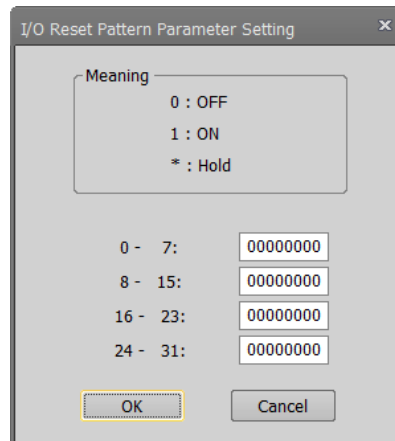 I/O Reset Pattern Parameter Setting ×
Meaning
0 : OFF
1 : ON
* : Hold
0 - 7: 00000000
8 - 15: 00000000
16 - 23: 00000000
24 - 31: 00000000
OK Cancel